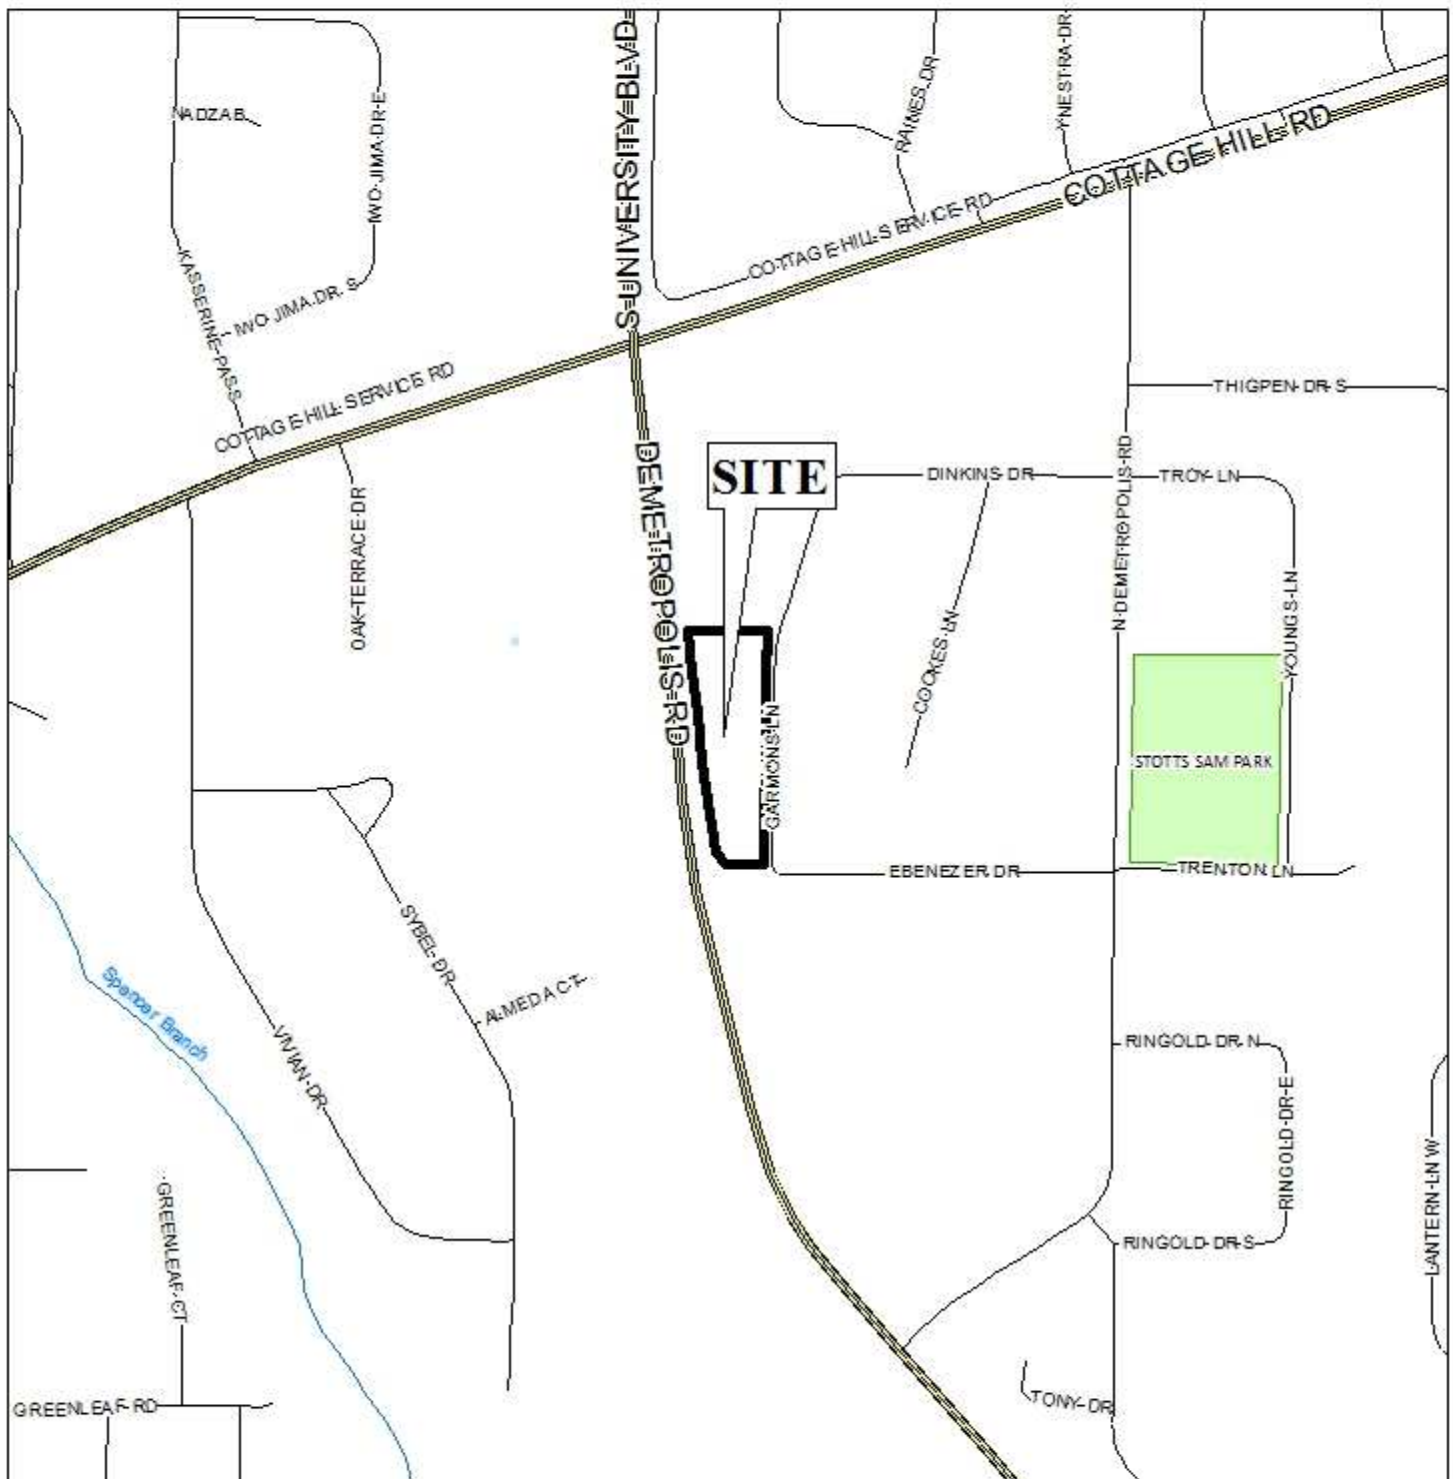 S UNIVERSITY BLVD
NADZAB
IWO JIMA DR E
RAINES DR
YNESTRA DR
COTTAGE HILL RD
COTTAGE HILL SERVICE RD
KASSERINE PASS
IWO JIMA DR S
COTTAGE HILL SERVICE RD
THIGPEN DR S
DEMETROPOLIS RD
SITE
DINKINS DR
N DEMETROPOLIS RD
TROY LN
OAK TERRACE DR
COOKES LN
YOUNGS LN
GARMONS LN
STOTTS SAM PARK
EBENEZER DR
TRENTON LN
SYBEL DR
Spencer Branch
ALMEDA CT
VIVIAN DR
RINGOLD DR N
RINGOLD DR E
LANTERN LN W
GREENLEAF CT
RINGOLD DR S
GREENLEAF RD
TONY DR